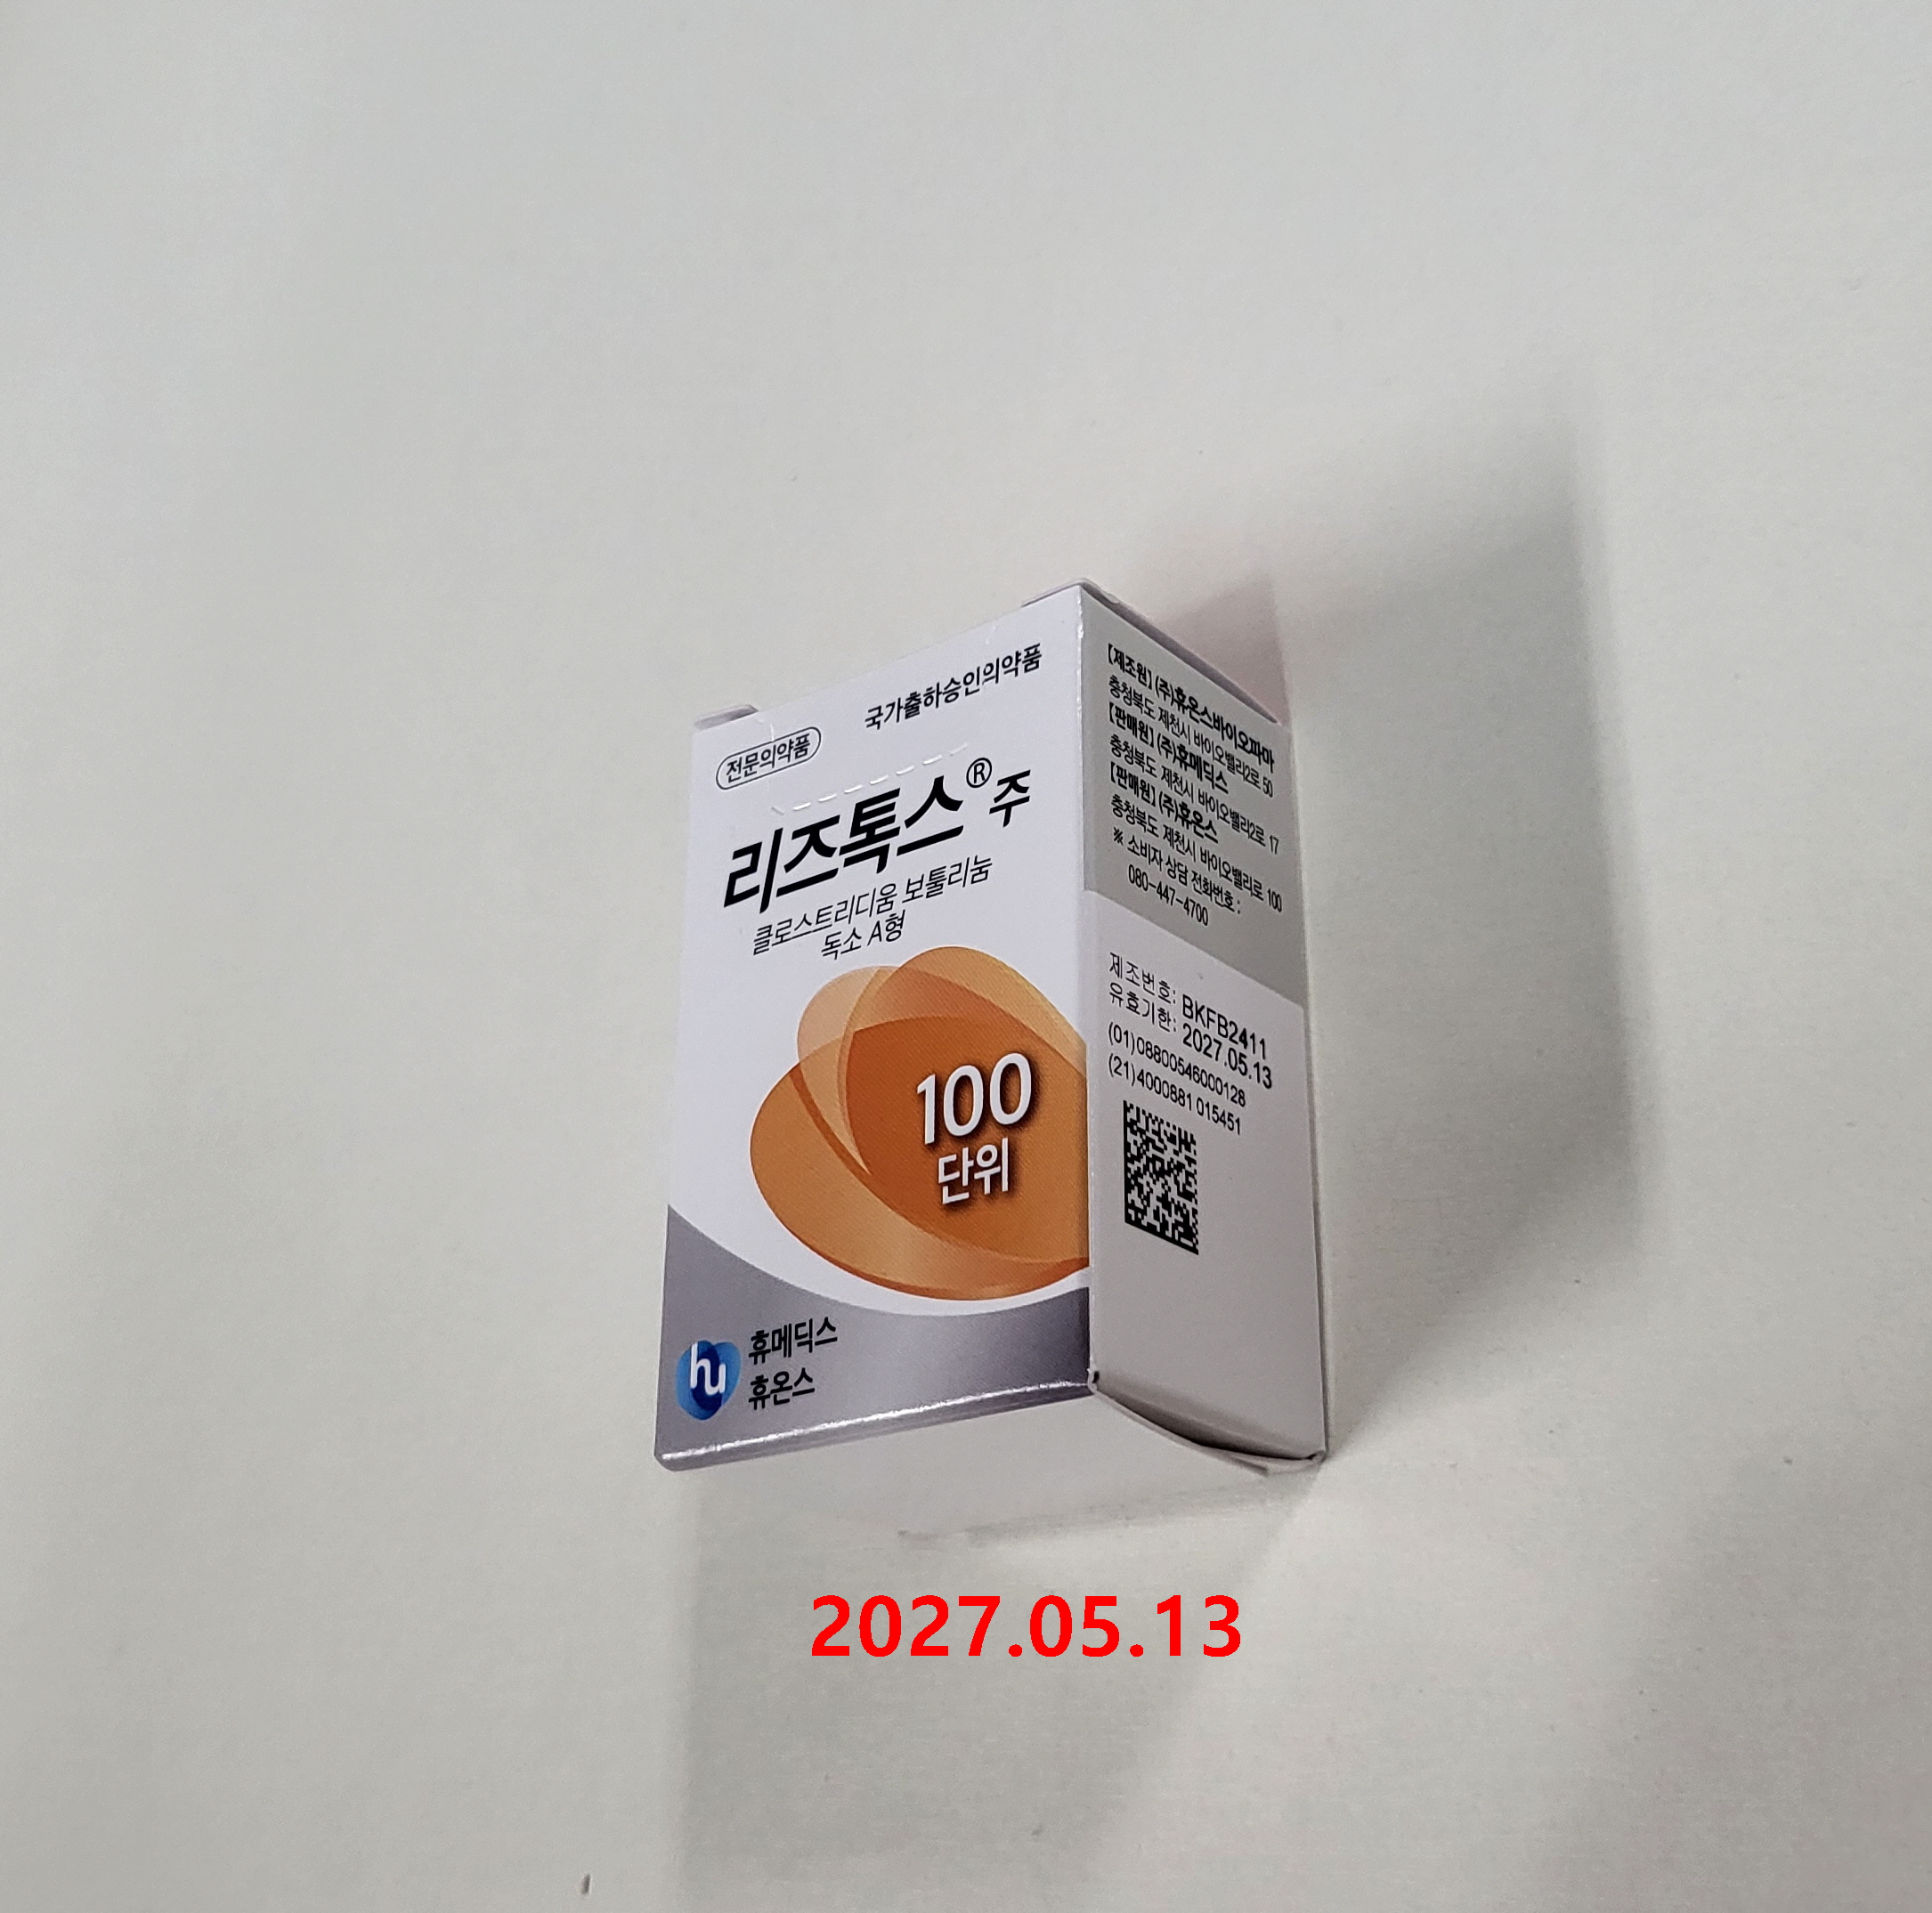 전문의약품
국가출하승인의약품
리즈톡스® 주
클로스트리디움 보툴리눔
독소 A형
100
단위
hu
휴메딕스
휴온스
【제조원】 (주)휴온스바이오파마
충청북도 제천시 바이오밸리2로 50
【판매원】 (주)휴메딕스
충청북도 제천시 바이오밸리2로 17
【판매원】 (주)휴온스
충청북도 제천시 바이오밸리로 100
※ 소비자 상담 전화번호 :
080-447-4700
제조번호: BKFB2411
유효기한: 2027.05.13
(01)08800546000128
(21)4000881 015451
2027.05.13